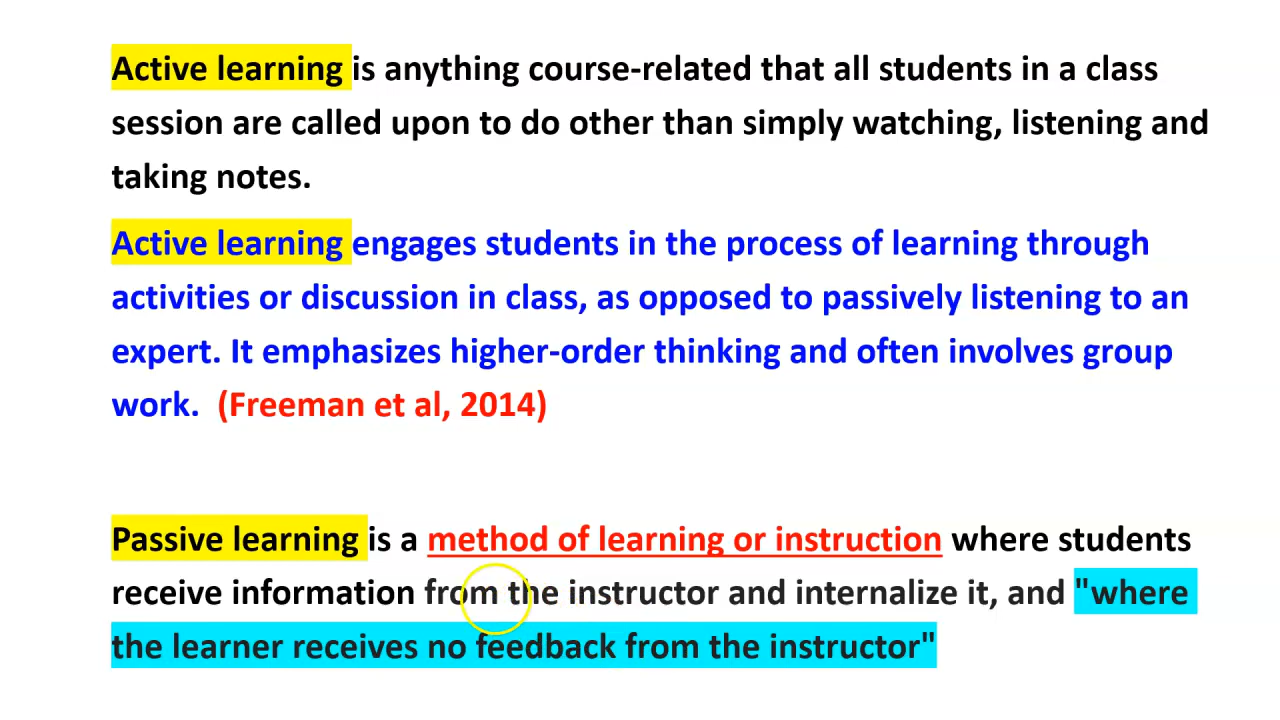 Active learning is anything course-related that all students in a class
session are called upon to do other than simply watching, listening and
taking notes.
Active learning engages students in the process of learning through
activities or discussion in class, as opposed to passively listening to an
expert. It emphasizes higher-order thinking and often involves group
work. (Freeman et al, 2014)
Passive learning is a method of learning or instruction where students
receive information from the instructor and internalize it, and "where
the learner receives no feedback from the instructor"